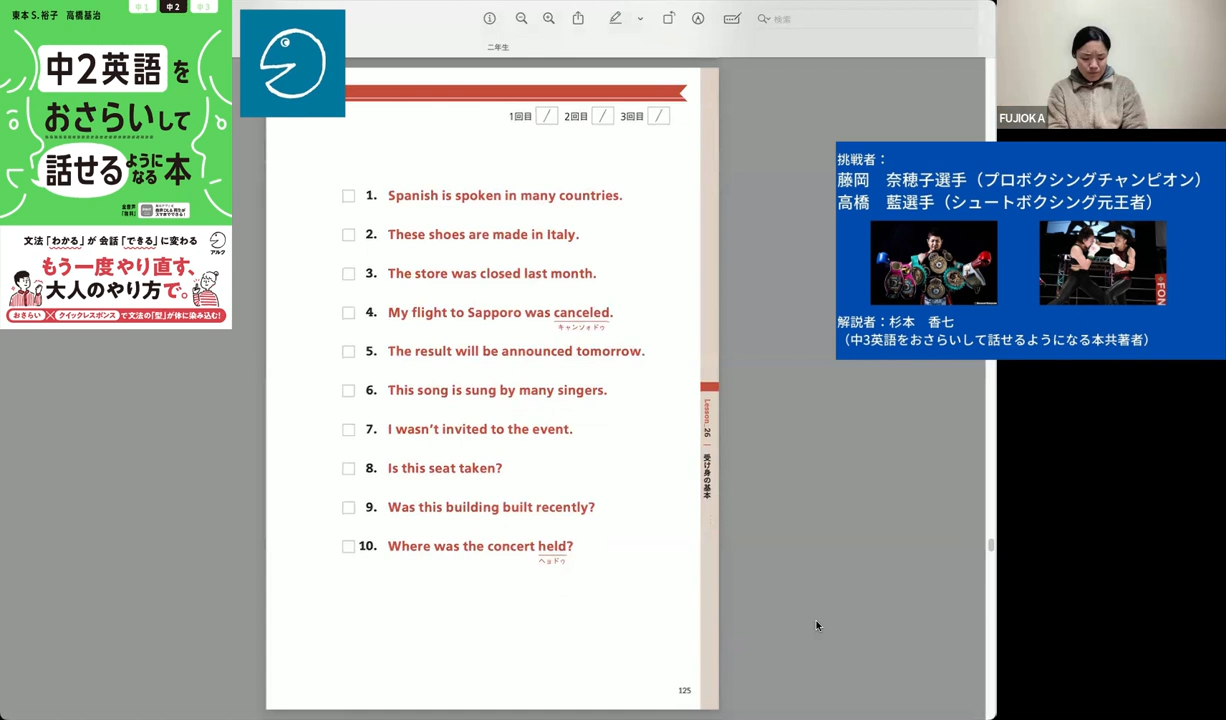 東本S.裕子 高橋基治
中1 中2 中3
中2英語を
おさらいして
話せるようになる本
文法「わかる」が 会話「できる」に変わる
アルク
もう一度やり直す、
大人のやり方で。
おさらい×クイックレスポンスで文法の「型」が体に染み込む!
検索
二年生
1回目 / 2回目 / 3回目 /
1. Spanish is spoken in many countries.
2. These shoes are made in Italy.
3. The store was closed last month.
4. My flight to Sapporo was canceled.
キャンソォドゥ
5. The result will be announced tomorrow.
6. This song is sung by many singers.
7. I wasn't invited to the event.
8. Is this seat taken?
9. Was this building built recently?
10. Where was the concert held?
ヘョドゥ
Lesson 26 | 受け身の基本
125
FUJIOKA
挑戦者：
藤岡 奈穂子選手（プロボクシングチャンピオン）
高橋 藍選手（シュートボクシング元王者）
解説者：杉本 香七
（中3英語をおさらいして話せるようになる本共著者）